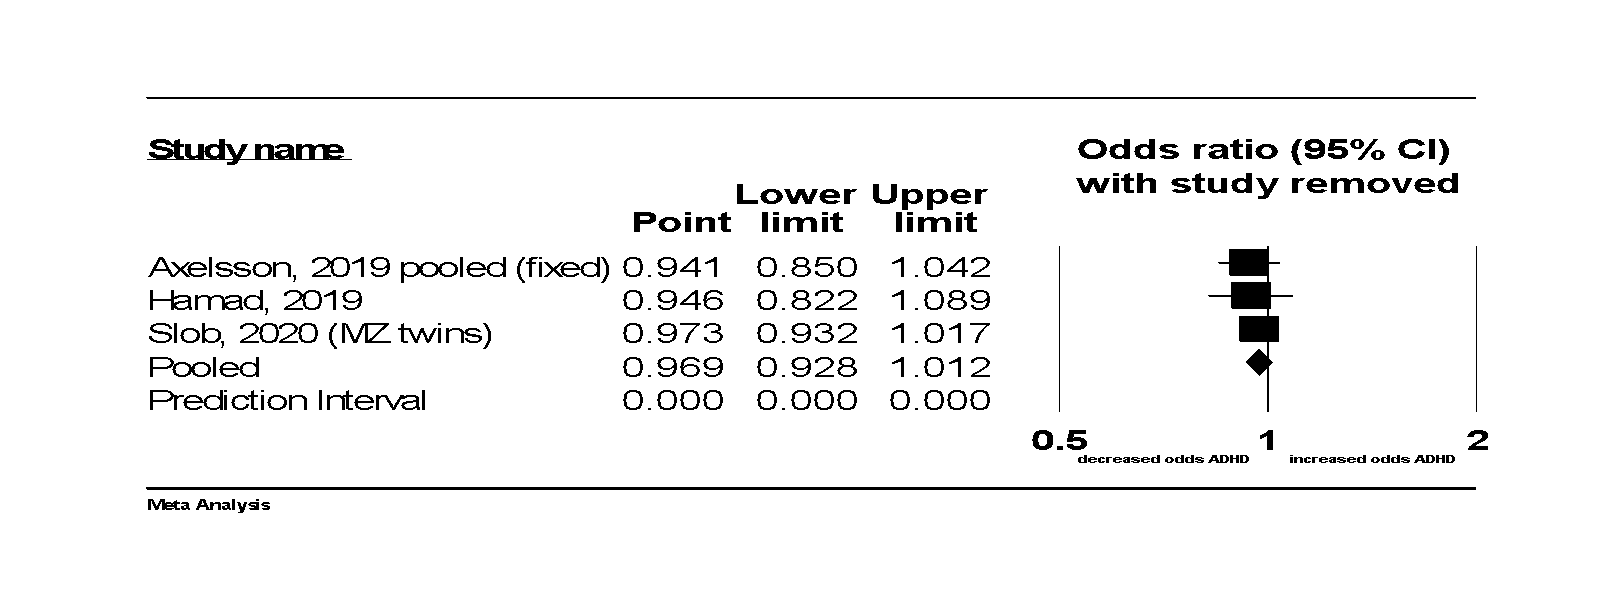 Study name
Odds ratio (95% CI)
with study removed
Lower Upper
Point limit limit
Axelsson, 2019 pooled (fixed) 0.941 0.850 1.042
Hamad, 2019 0.946 0.822 1.089
Slob, 2020 (MZ twins) 0.973 0.932 1.017
Pooled 0.969 0.928 1.012
Prediction Interval 0.000 0.000 0.000
0.5 1 2
decreased odds ADHD increased odds ADHD
Meta Analysis